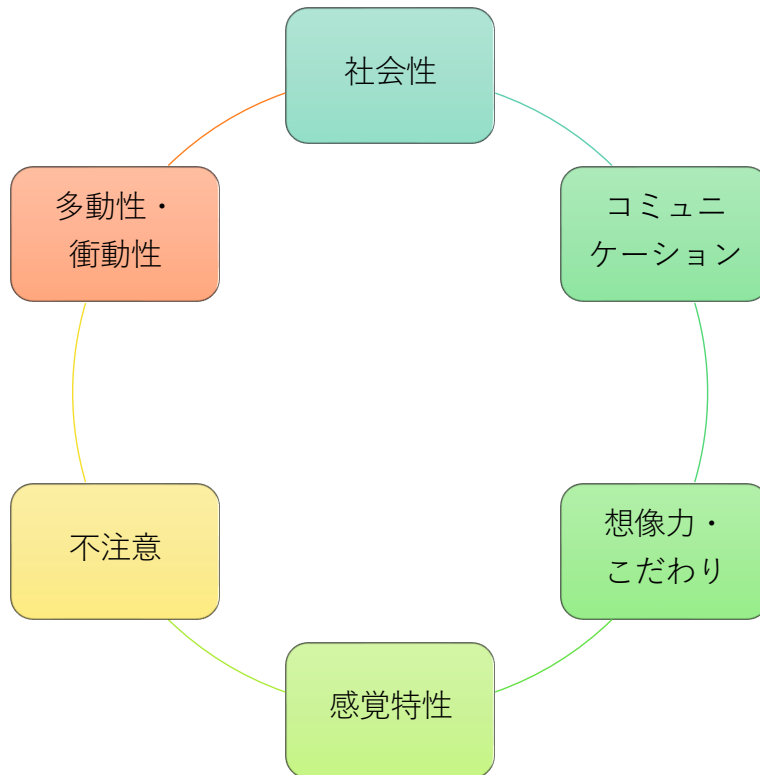 社会性
多動性・
衝動性
コミュニ
ケーション
不注意
想像力・
こだわり
感覚特性